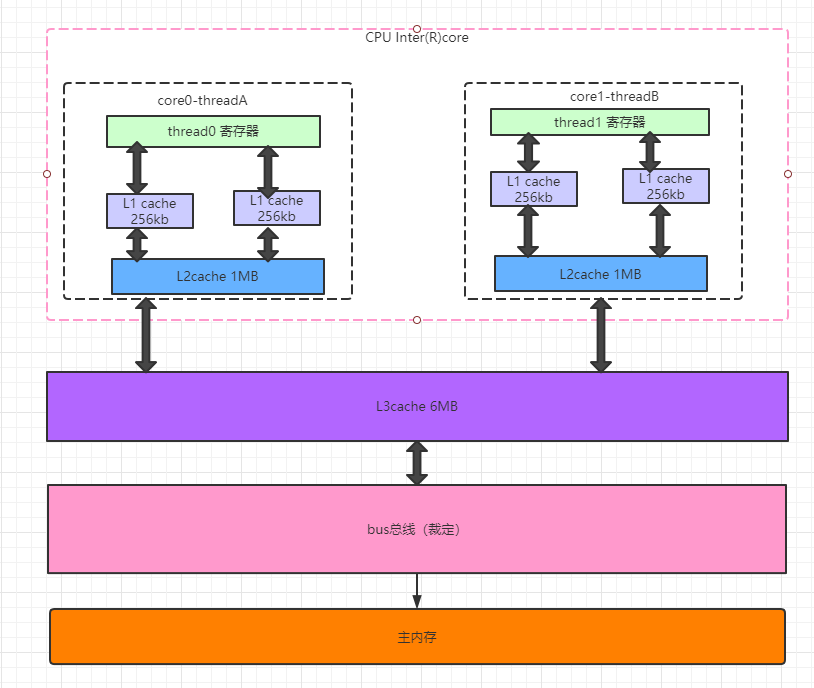 CPU Inter(R)core
core0-threadA
thread0 寄存器
L1 cache
256kb
L1 cache
256kb
L2cache 1MB
core1-threadB
thread1 寄存器
L1 cache
256kb
L1 cache
256kb
L2cache 1MB
L3cache 6MB
bus总线（裁定）
主内存